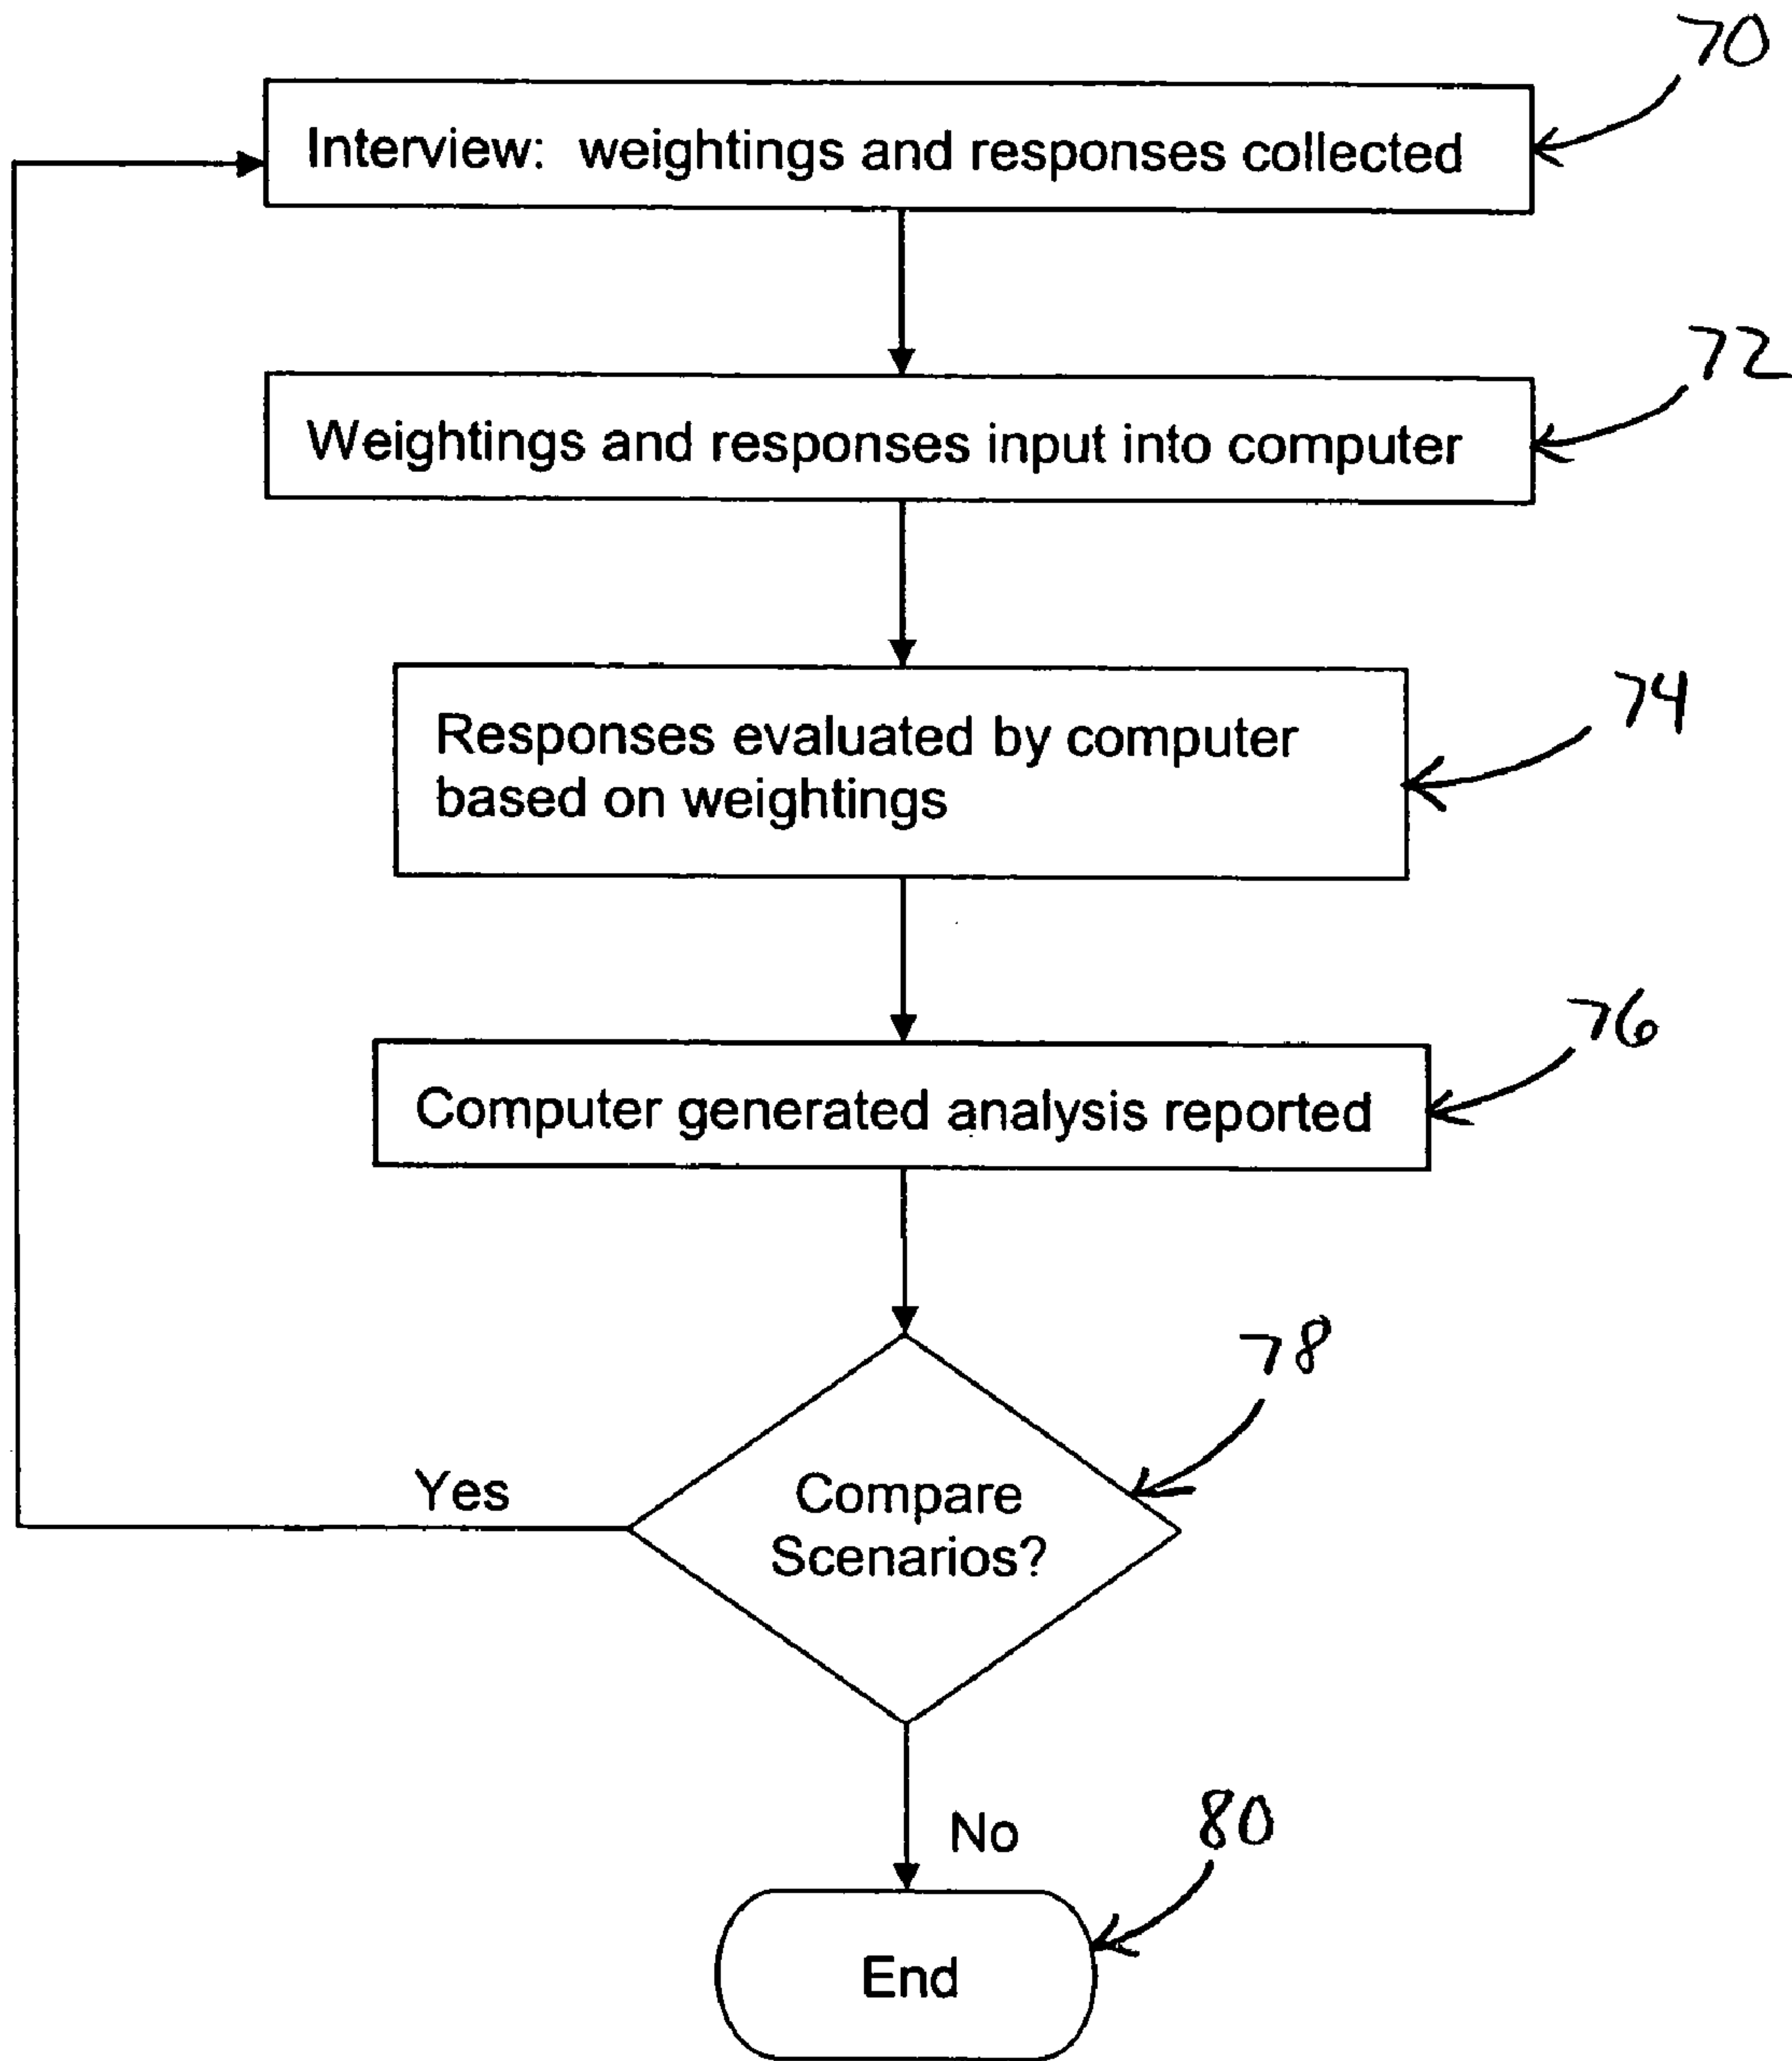 70
Interview: weightings and responses collected
72
Weightings and responses input into computer
74
Responses evaluated by computer
based on weightings
76
Computer generated analysis reported
78
Yes
Compare
Scenarios?
No
80
End